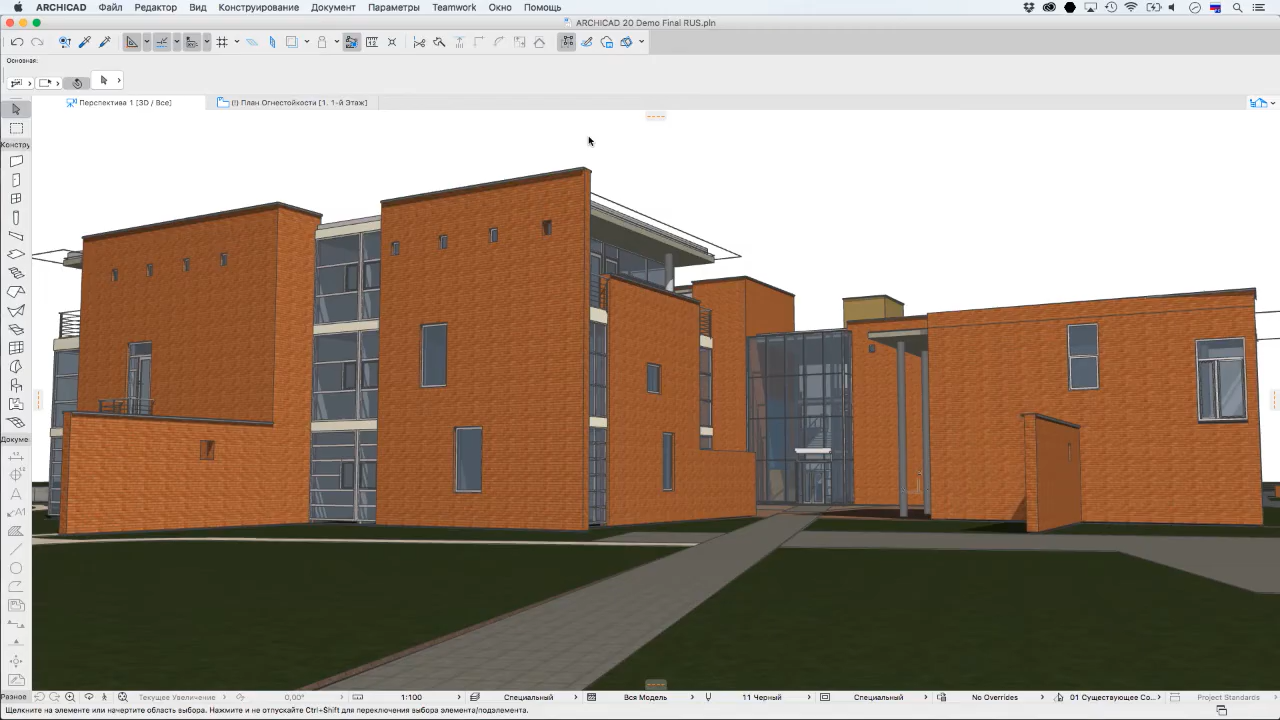 ARCHICAD Файл Редактор Вид Конструирование Документ Параметры Teamwork Окно Помощь
ARCHICAD 20 Demo Final RUS.pln
Основная:
Перспектива 1 [3D / Все] (!) План Огнестойкости [1. 1-й Этаж]
Констру
Докуме
A
A1
Разное Текущее Увеличение 0,00° 1:100 Специальный Вся Модель 11 Черный Специальный No Overrides 01 Существующее Со... Project Standards
Щелкните на элементе или начертите область выбора. Нажмите и не отпускайте Ctrl+Shift для переключения выбора элемента/подэлемента.